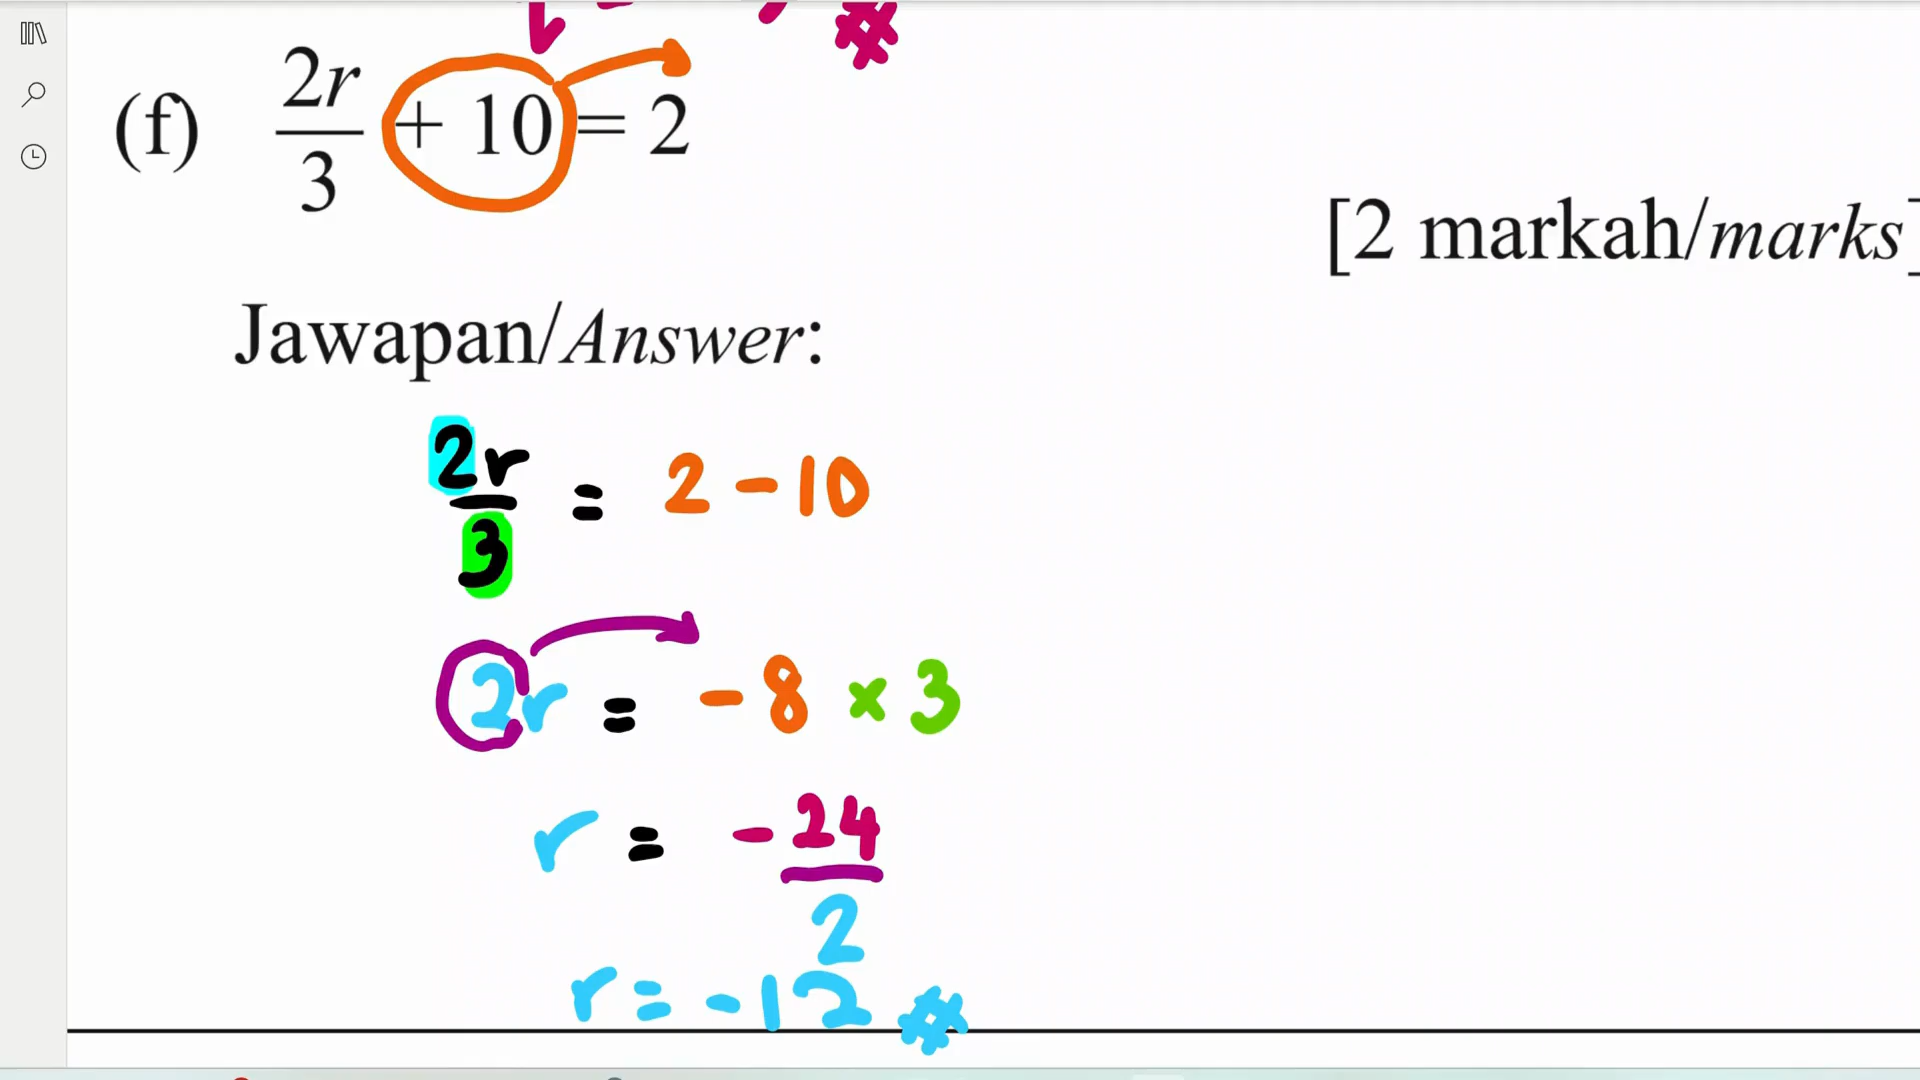 (f) 2r/3 + 10 = 2
[2 markah/marks]
Jawapan/Answer:
2r/3 = 2 - 10
2r = -8 × 3
r = -24/2
r = -12 #